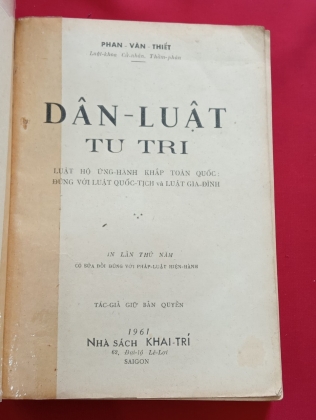 PHAN - VĂN - THIẾT
Luật-khoa Cử-nhân, Thẩm-phán
DÂN-LUẬT
TU TRI
LUẬT HỘ ỨNG-HÀNH KHẮP TOÀN QUỐC
ĐÚNG VỚI LUẬT QUỐC-TỊCH và LUẬT GIA-ĐÌNH
IN LẦN THỨ NĂM
CÓ SỬA ĐỔI ĐÚNG VỚI PHÁP-LUẬT HIỆN-HÀNH
TÁC-GIẢ GIỮ BẢN QUYỀN
1961
NHÀ SÁCH KHAI-TRÍ
62, Đại-lộ Lê-Lợi
SAIGON